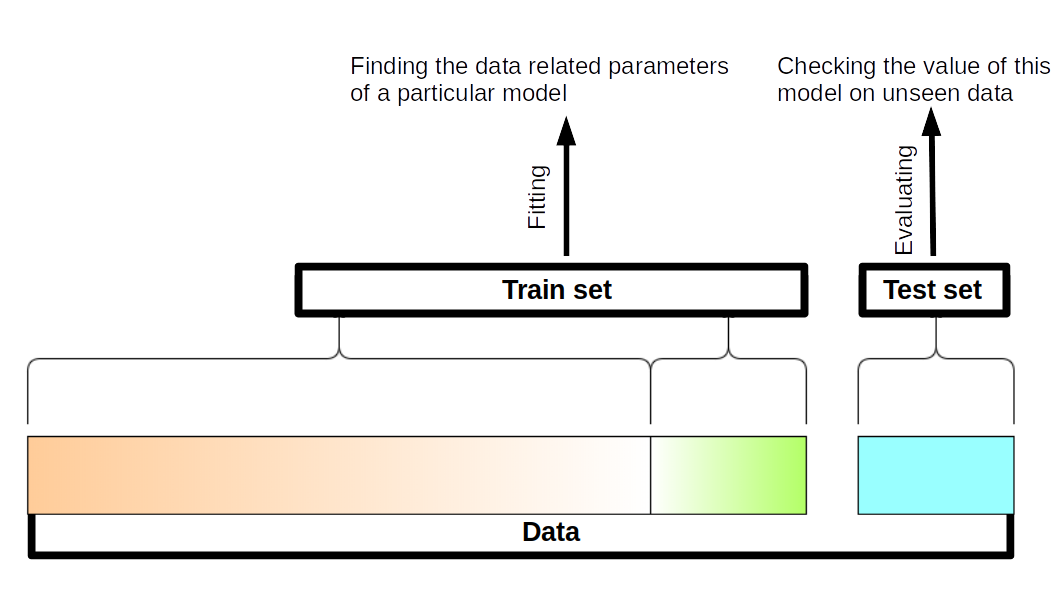 Finding the data related parameters
of a particular model
Checking the value of this
model on unseen data
Fitting
Evaluating
Train set
Test set
Data